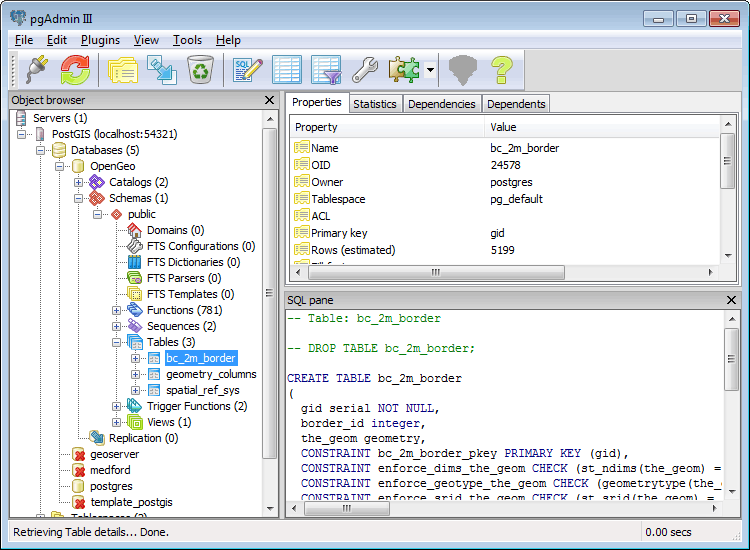 pgAdmin III
File Edit Plugins View Tools Help
SQL
Object browser
Servers (1)
PostGIS (localhost:54321)
Databases (5)
OpenGeo
Catalogs (2)
Schemas (1)
public
Domains (0)
FTS Configurations (0)
FTS Dictionaries (0)
FTS Parsers (0)
FTS Templates (0)
Functions (781)
Sequences (2)
Tables (3)
bc_2m_border
geometry_columns
spatial_ref_sys
Trigger Functions (2)
Views (1)
Replication (0)
geoserver
medford
postgres
template_postgis
Properties Statistics Dependencies Dependents
Property Value
Name bc_2m_border
OID 24578
Owner postgres
Tablespace pg_default
ACL
Primary key gid
Rows (estimated) 5199
SQL pane
-- Table: bc_2m_border
-- DROP TABLE bc_2m_border;
CREATE TABLE bc_2m_border
(
gid serial NOT NULL,
border_id integer,
the_geom geometry,
CONSTRAINT bc_2m_border_pkey PRIMARY KEY (gid),
CONSTRAINT enforce_dims_the_geom CHECK (st_ndims(the_geom) =
CONSTRAINT enforce_geotype_the_geom CHECK (geometrytype(the_g
CONSTRAINT enforce_srid_the_geom CHECK (st_srid(the_geom) =
Retrieving Table details... Done. 0.00 secs